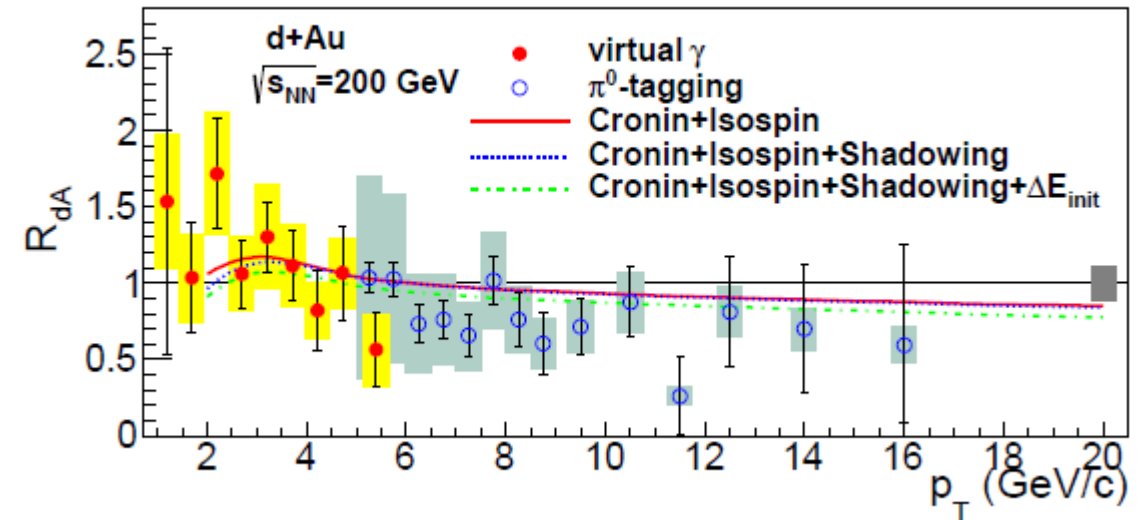 d+Au
√sNN=200 GeV
virtual γ
π0-tagging
Cronin+Isospin
Cronin+Isospin+Shadowing
Cronin+Isospin+Shadowing+ΔEinit
RdA
2.5
2
1.5
1
0.5
0
2 4 6 8 10 12 14 16 18 20
pT (GeV/c)